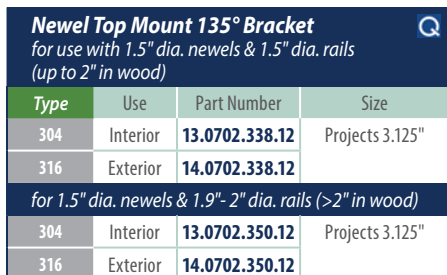 Newel Top Mount 135° Bracket Q
for use with 1.5" dia. newels & 1.5" dia. rails
(up to 2" in wood)
Type Use Part Number Size
304 Interior 13.0702.338.12 Projects 3.125"
316 Exterior 14.0702.338.12
for 1.5" dia. newels & 1.9"- 2" dia. rails (>2" in wood)
304 Interior 13.0702.350.12 Projects 3.125"
316 Exterior 14.0702.350.12